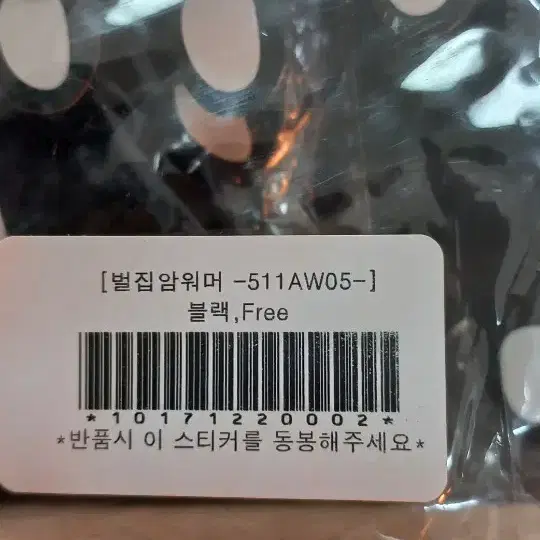 [벌집암워머 -511AW05-]
블랙,Free
*10171220002*
*반품시 이 스티커를 동봉해주세요*